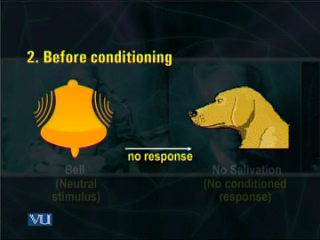 2. Before conditioning
no response
Bell
(Neutral
stimulus)
No Salivation
(No conditioned
response)
VU